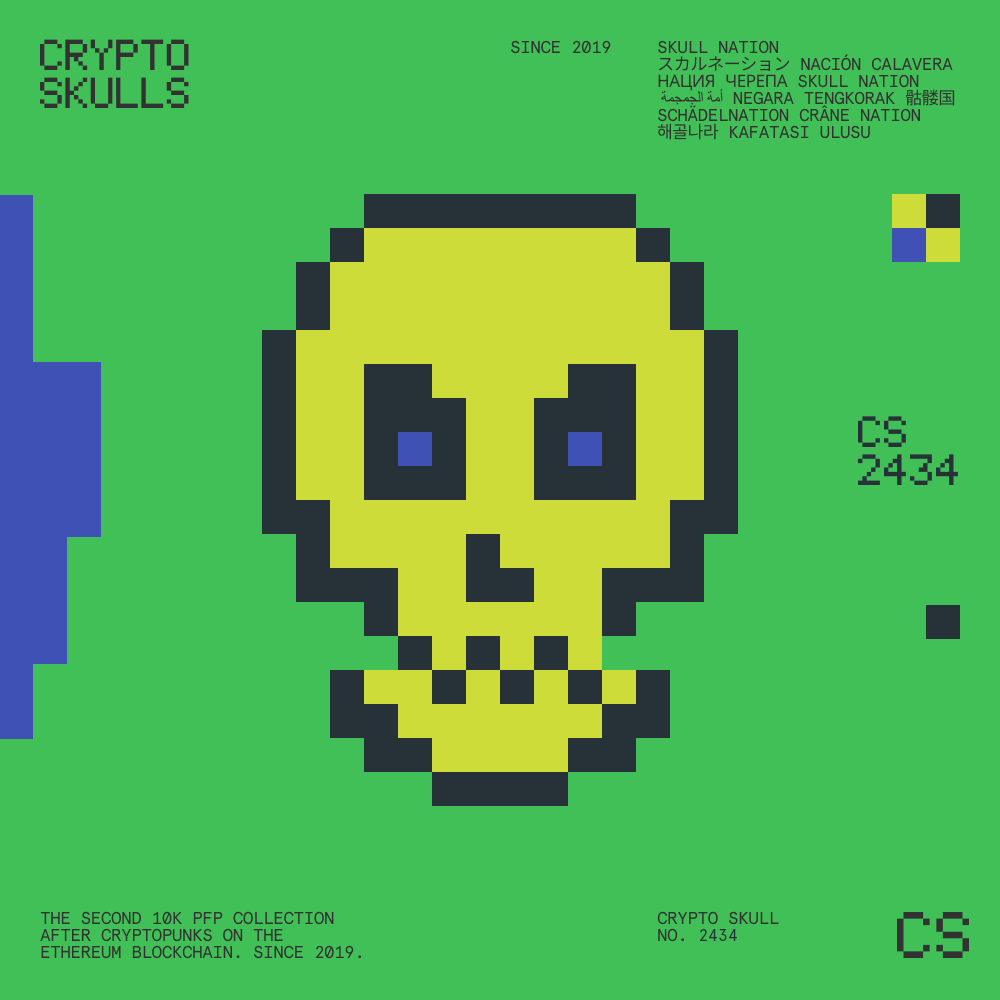 CRYPTO
SKULLS
SINCE 2019
SKULL NATION
スカルネーション NACIÓN CALAVERA
НАЦИЯ ЧЕРЕПА SKULL NATION
أمة الجمجمة NEGARA TENGKORAK 骷髅国
SCHÄDELNATION CRÂNE NATION
해골나라 KAFATASI ULUSU
CS
2434
THE SECOND 10K PFP COLLECTION
AFTER CRYPTOPUNKS ON THE
ETHEREUM BLOCKCHAIN. SINCE 2019.
CRYPTO SKULL
NO. 2434
CS